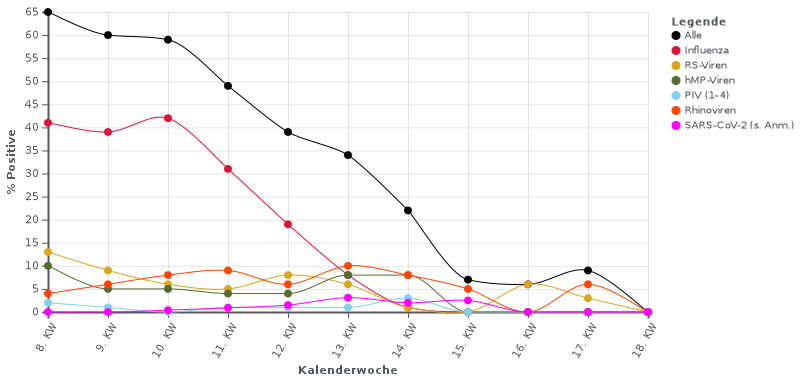 65
60
55
50
45
40
35
30
25
20
15
10
5
0
% Positive
8. KW
9. KW
10. KW
11. KW
12. KW
13. KW
14. KW
15. KW
16. KW
17. KW
18. KW
Kalenderwoche
Legende
Alle
Influenza
RS-Viren
hMP-Viren
PIV (1–4)
Rhinoviren
SARS-CoV-2 (s. Anm.)